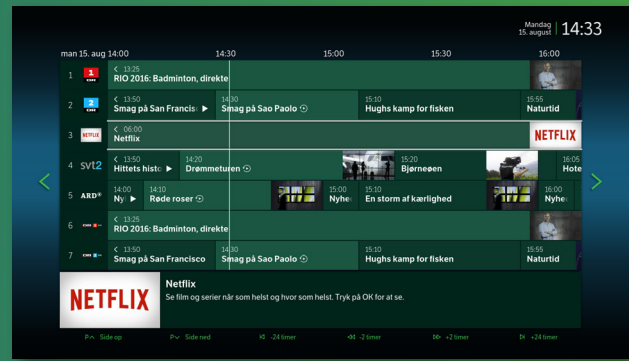 Mandag
15. august
14:33
man 15. aug 14:00 14:30 15:00 15:30 16:00
1 1 DR < 13:25
RIO 2016: Badminton, direkte
2 2 DR < 13:50 14:30 15:10 15:55
Smag på San Francis Smag på Sao Paolo Hughs kamp for fisken Naturtid
3 NETFLIX < 06:00
Netflix NETFLIX
4 svt2 < 13:50 14:20 15:20 16:05
Hittets histo Drømmeturen Bjørneøen Hote
5 ARD 14:00 14:10 15:00 15:10 16:00
Ny Røde roser Nyhe En storm af kærlighed Nyhe
6 < 13:25
RIO 2016: Badminton, direkte
7 < 13:50 14:30 15:10 15:55
Smag på San Francisco Smag på Sao Paolo Hughs kamp for fisken Naturtid
NETFLIX
Netflix
Se film og serier når som helst og hvor som helst. Tryk på OK for at se.
P Side op P Side ned -24 timer -2 timer +2 timer +24 timer